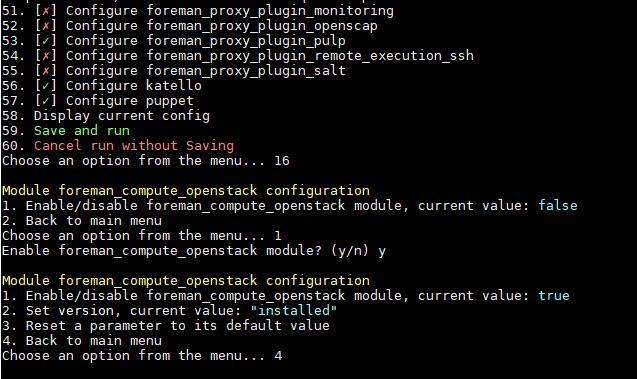 51. [✗] Configure foreman_proxy_plugin_monitoring
52. [✗] Configure foreman_proxy_plugin_openscap
53. [✓] Configure foreman_proxy_plugin_pulp
54. [✗] Configure foreman_proxy_plugin_remote_execution_ssh
55. [✗] Configure foreman_proxy_plugin_salt
56. [✓] Configure katello
57. [✓] Configure puppet
58. Display current config
59. Save and run
60. Cancel run without Saving
Choose an option from the menu... 16
Module foreman_compute_openstack configuration
1. Enable/disable foreman_compute_openstack module, current value: false
2. Back to main menu
Choose an option from the menu... 1
Enable foreman_compute_openstack module? (y/n) y
Module foreman_compute_openstack configuration
1. Enable/disable foreman_compute_openstack module, current value: true
2. Set version, current value: "installed"
3. Reset a parameter to its default value
4. Back to main menu
Choose an option from the menu... 4